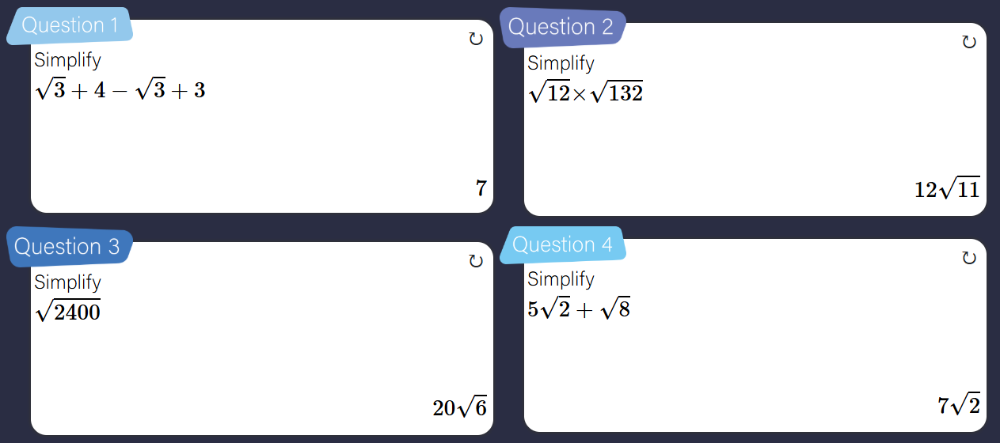 Question 1
Simplify
√3 + 4 − √3 + 3
7
Question 2
Simplify
√12×√132
12√11
Question 3
Simplify
√2400
20√6
Question 4
Simplify
5√2 + √8
7√2